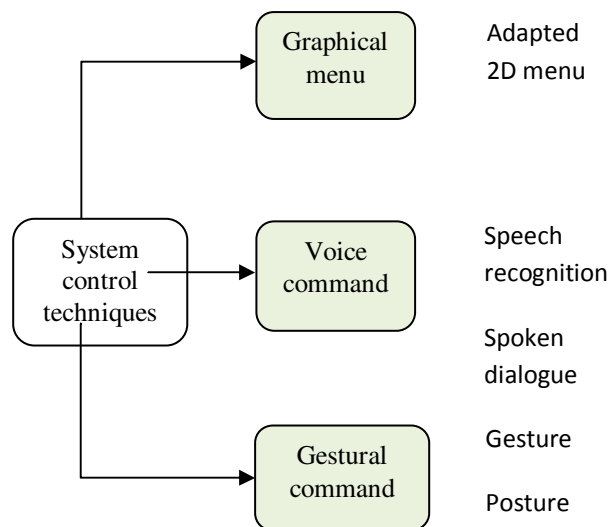 Graphical
menu
Adapted
2D menu
System
control
techniques
Voice
command
Speech
recognition
Spoken
dialogue
Gestural
command
Gesture
Posture